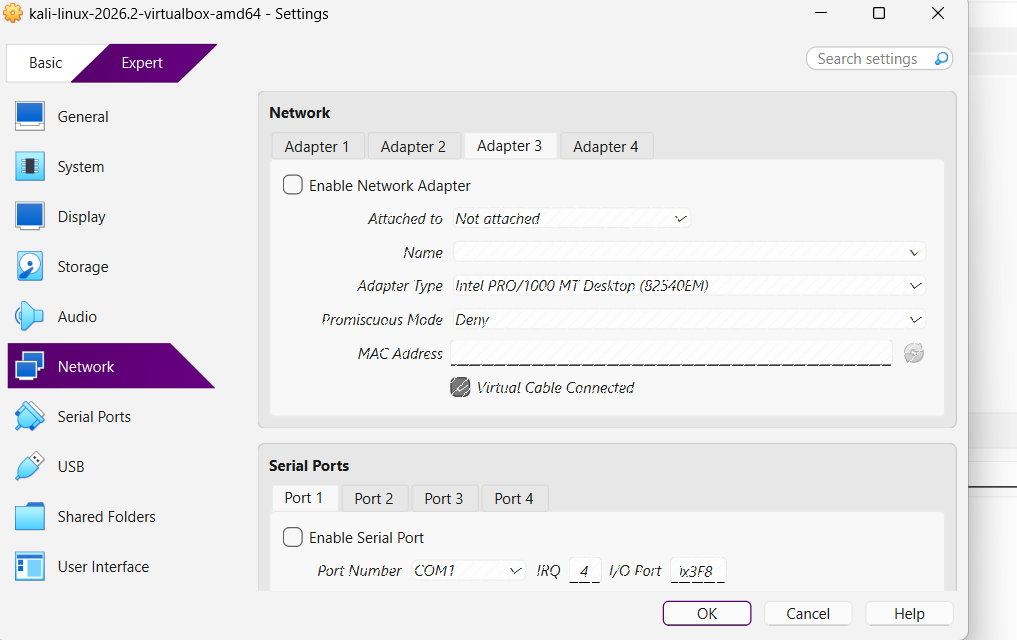 kali-linux-2026.2-virtualbox-amd64 - Settings
Basic
Expert
Search settings
General
System
Display
Storage
Audio
Network
Serial Ports
USB
Shared Folders
User Interface
Network
Adapter 1
Adapter 2
Adapter 3
Adapter 4
Enable Network Adapter
Attached to Not attached
Name
Adapter Type Intel PRO/1000 MT Desktop (82540EM)
Promiscuous Mode Deny
MAC Address
Virtual Cable Connected
Serial Ports
Port 1
Port 2
Port 3
Port 4
Enable Serial Port
Port Number COM1 IRQ 4 I/O Port 0x3F8
OK
Cancel
Help